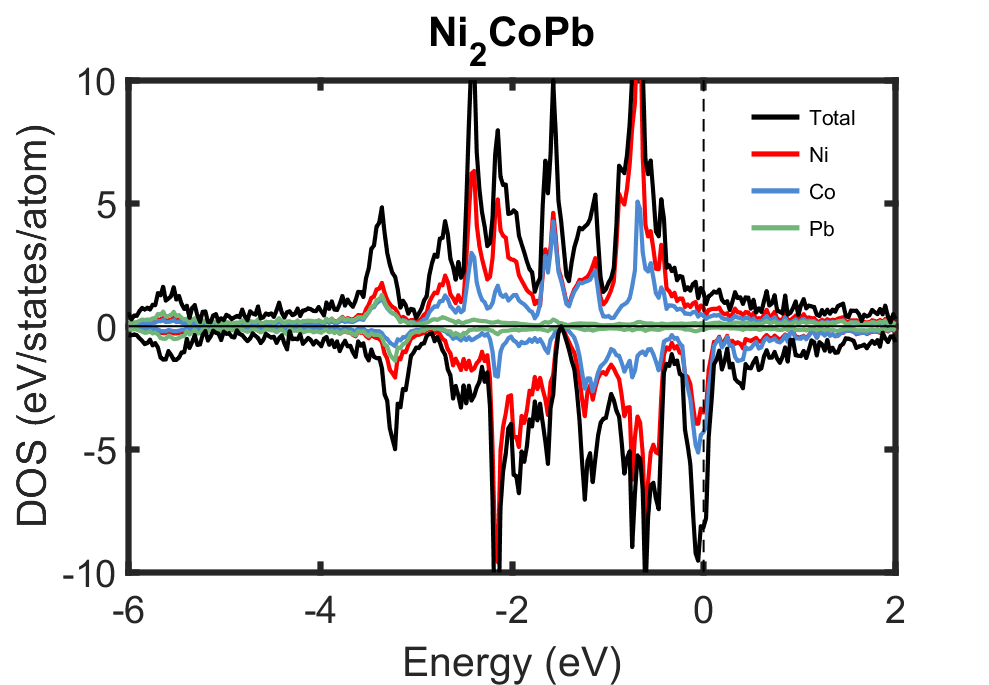 Ni2CoPb
DOS (eV/states/atom)
10
5
0
-5
-10
-6 -4 -2 0 2
Energy (eV)
Total
Ni
Co
Pb